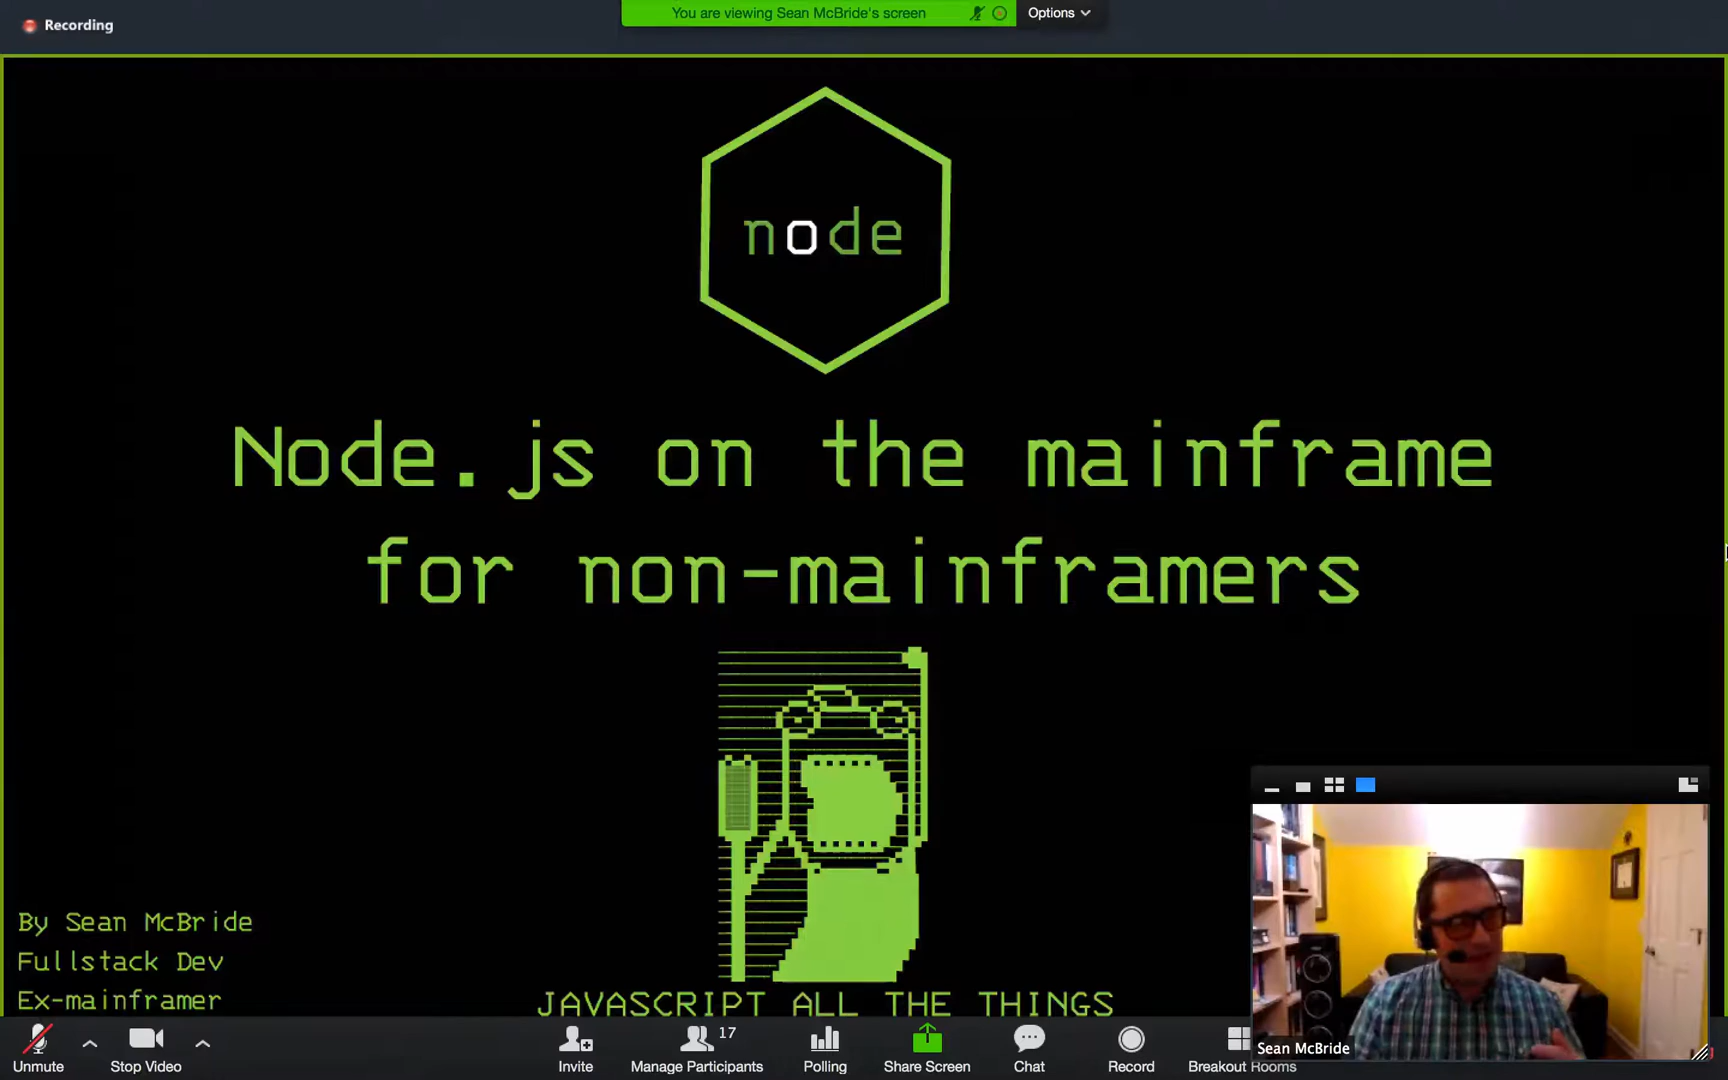 Recording
You are viewing Sean McBride's screen
Options
node
Node.js on the mainframe
for non-mainframers
By Sean McBride
Fullstack Dev
Ex-mainframer
JAVASCRIPT ALL THE THINGS
Sean McBride
17
Unmute
Stop Video
Invite
Manage Participants
Polling
Share Screen
Chat
Record
Breakout Rooms